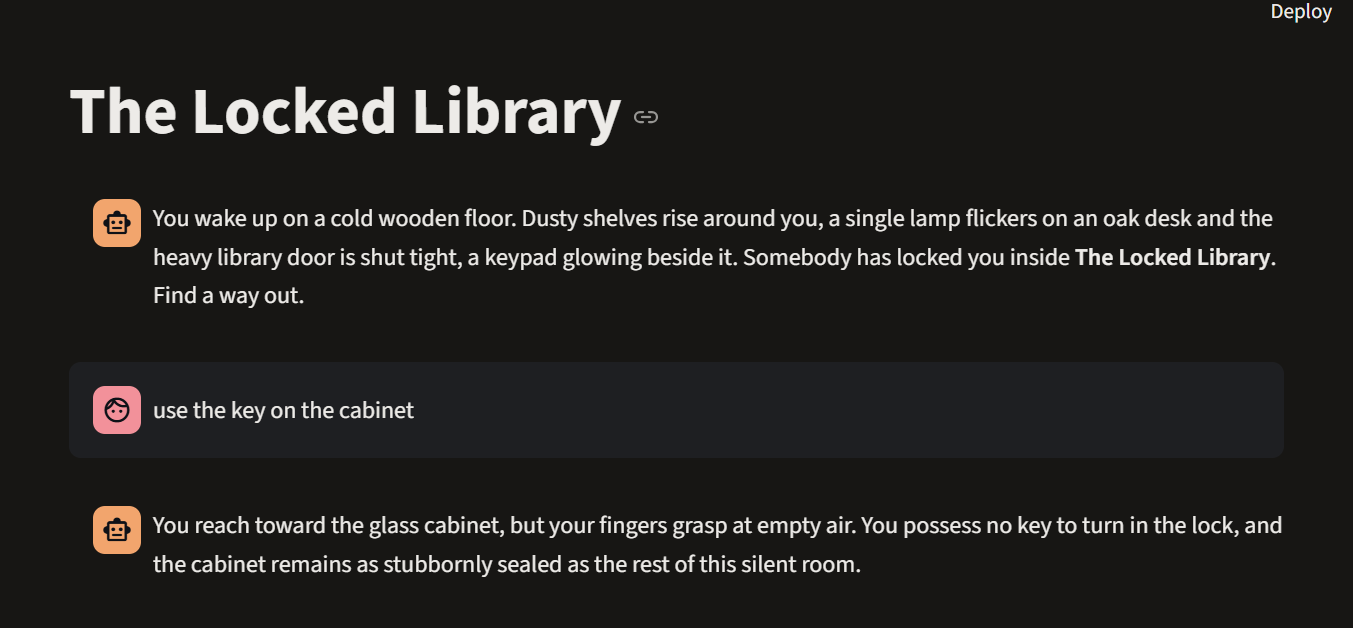 Deploy
The Locked Library
You wake up on a cold wooden floor. Dusty shelves rise around you, a single lamp flickers on an oak desk and the
heavy library door is shut tight, a keypad glowing beside it. Somebody has locked you inside The Locked Library.
Find a way out.
use the key on the cabinet
You reach toward the glass cabinet, but your fingers grasp at empty air. You possess no key to turn in the lock, and
the cabinet remains as stubbornly sealed as the rest of this silent room.